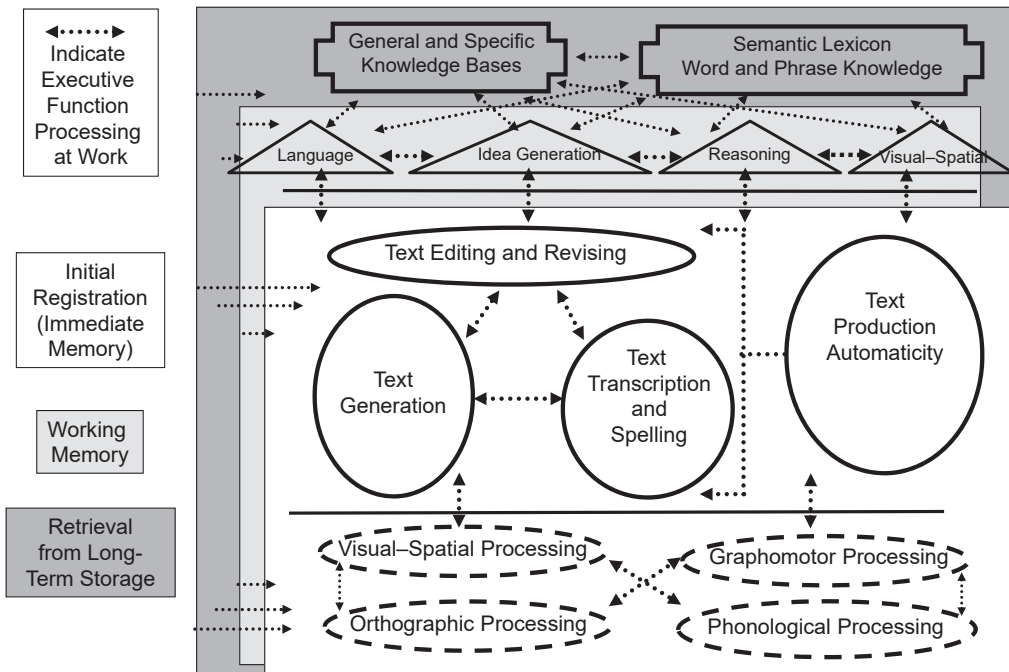 Indicate
Executive
Function
Processing
at Work
Initial
Registration
(Immediate
Memory)
Working
Memory
Retrieval
from Long-
Term Storage
General and Specific
Knowledge Bases
Semantic Lexicon
Word and Phrase Knowledge
Language
Idea Generation
Reasoning
Visual–Spatial
Text Editing and Revising
Text
Generation
Text
Transcription
and
Spelling
Text
Production
Automaticity
Visual–Spatial Processing
Graphomotor Processing
Orthographic Processing
Phonological Processing